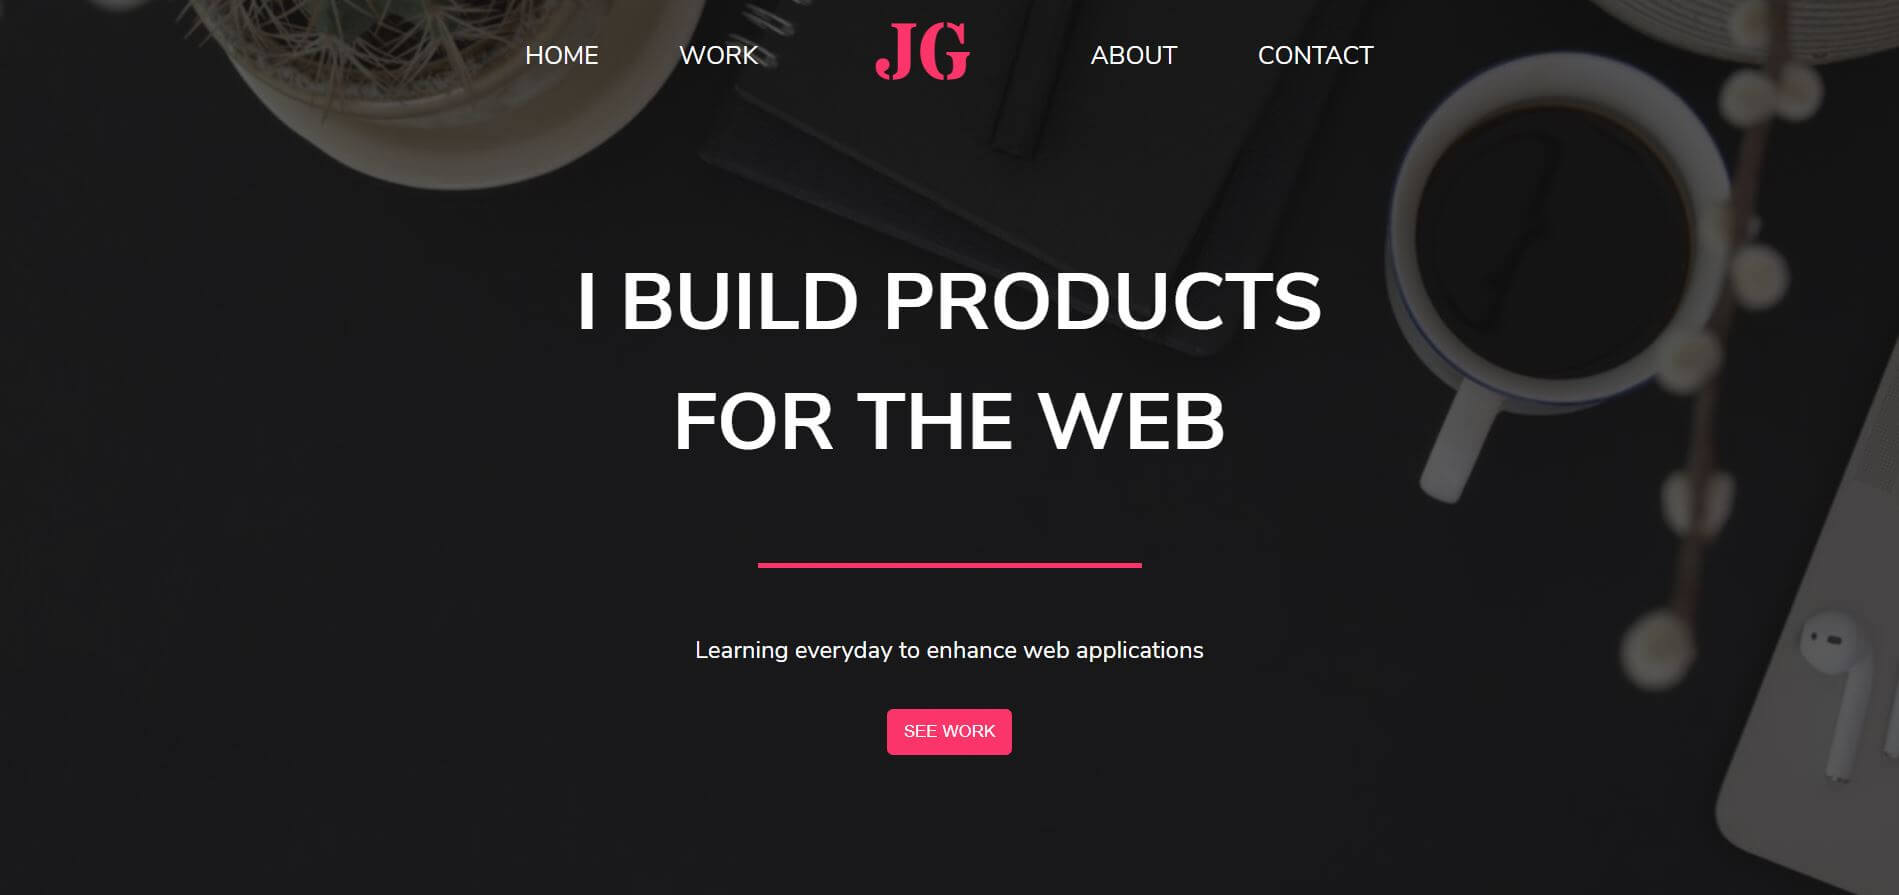 HOME WORK JG ABOUT CONTACT
I BUILD PRODUCTS
FOR THE WEB
Learning everyday to enhance web applications
SEE WORK